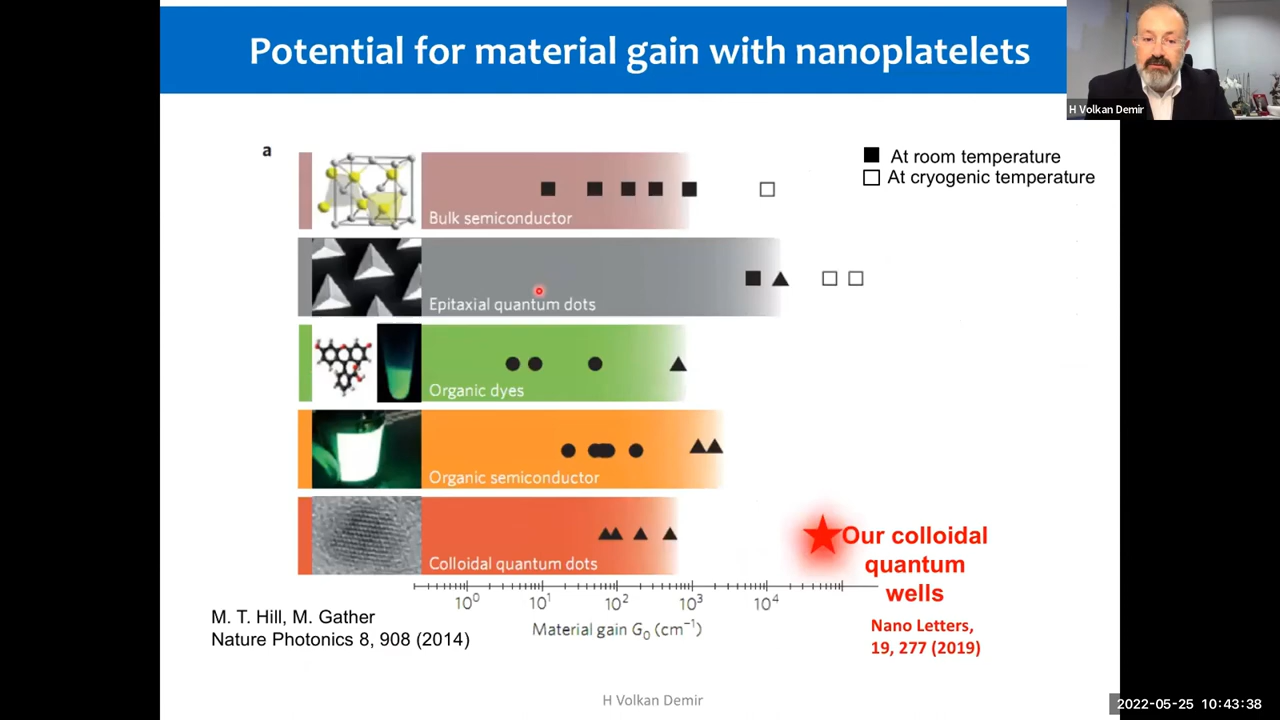 Potential for material gain with nanoplatelets
H Volkan Demir
a
At room temperature
At cryogenic temperature
Bulk semiconductor
Epitaxial quantum dots
Organic dyes
Organic semiconductor
Colloidal quantum dots
Our colloidal
quantum
wells
10⁰ 10¹ 10² 10³ 10⁴
Material gain G₀ (cm⁻¹)
M. T. Hill, M. Gather
Nature Photonics 8, 908 (2014)
Nano Letters,
19, 277 (2019)
H Volkan Demir
2022-05-25 10:43:38